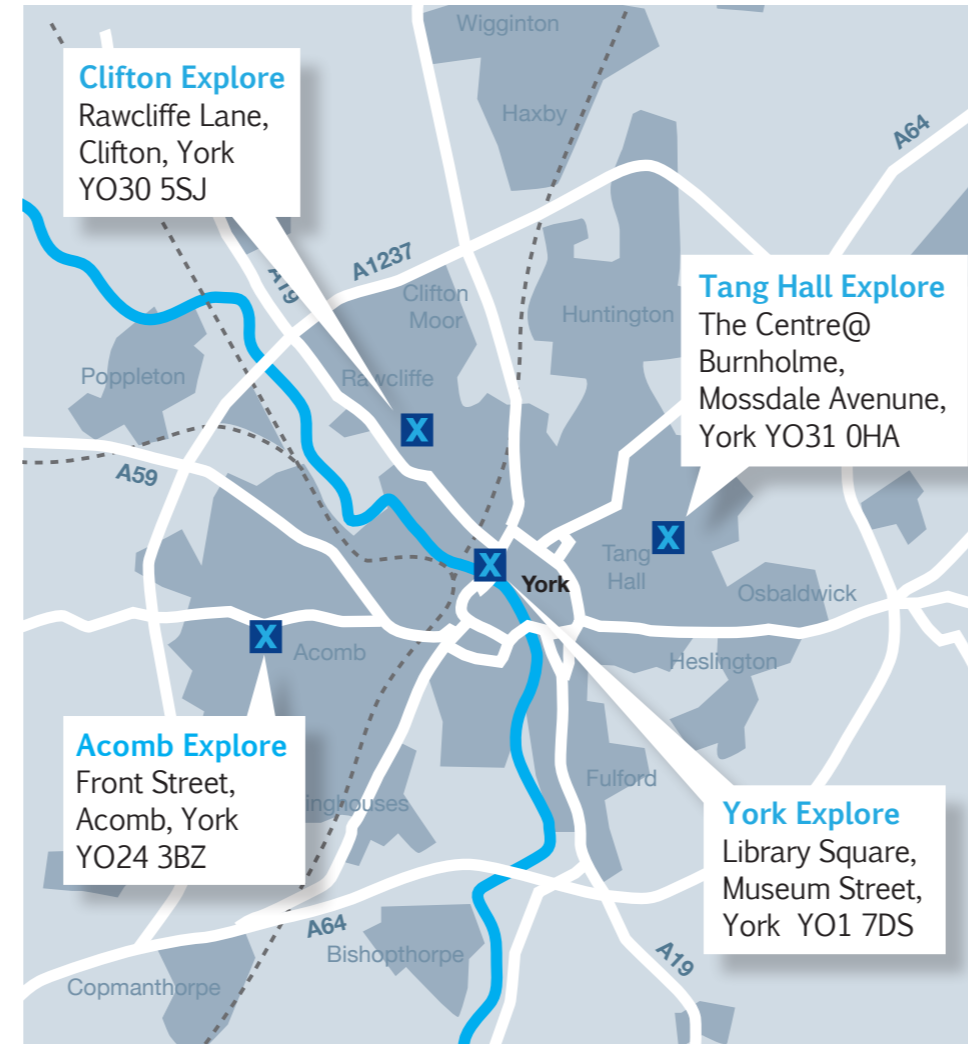 Wigginton
Haxby
A64
Clifton Explore
Rawcliffe Lane,
Clifton, York
YO30 5SJ
A19
A1237
Clifton
Moor
Huntington
Tang Hall Explore
The Centre@
Burnholme,
Mossdale Avenune,
York YO31 0HA
Poppleton
Rawcliffe
A59
X
X
X
X
York
Tang
Hall
Osbaldwick
Acomb
Heslington
Acomb Explore
Front Street,
Acomb, York
YO24 3BZ
inghouses
Fulford
York Explore
Library Square,
Museum Street,
York YO1 7DS
A64
Bishopthorpe
A19
Copmanthorpe